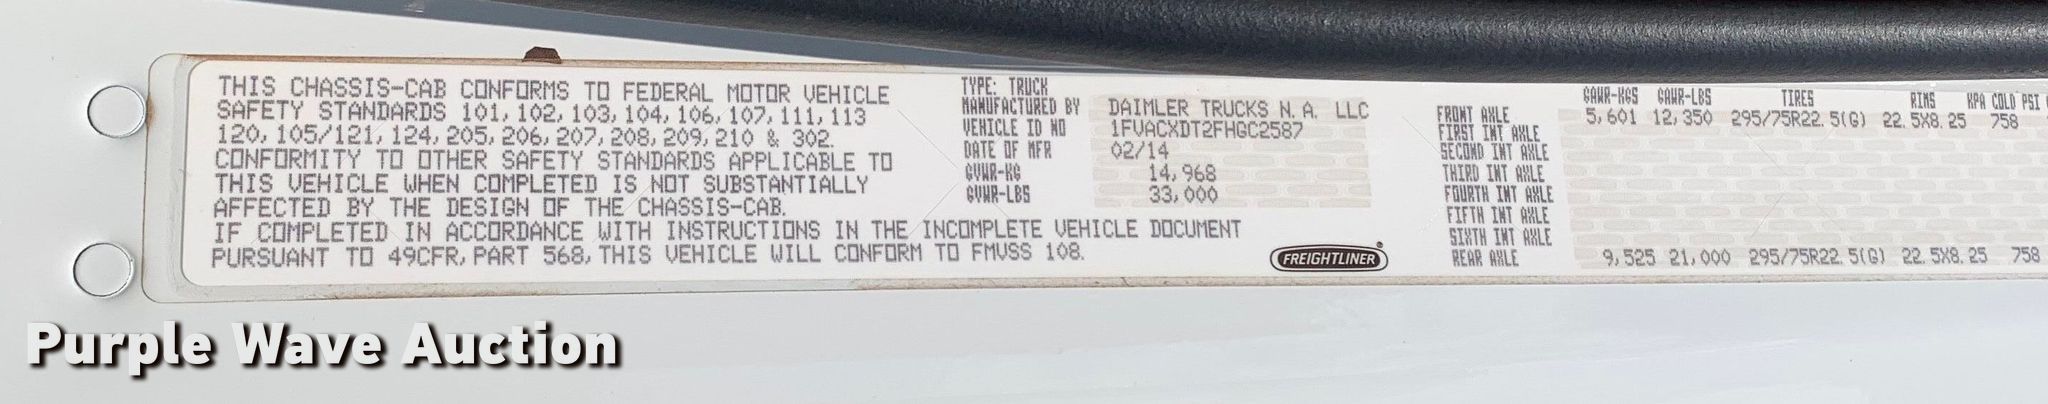 THIS CHASSIS-CAB CONFORMS TO FEDERAL MOTOR VEHICLE
SAFETY STANDARDS 101, 102, 103, 104, 106, 107, 111, 113
120, 105/121, 124, 205, 206, 207, 208, 209, 210 & 302.
CONFORMITY TO OTHER SAFETY STANDARDS APPLICABLE TO
THIS VEHICLE WHEN COMPLETED IS NOT SUBSTANTIALLY
AFFECTED BY THE DESIGN OF THE CHASSIS-CAB.
IF COMPLETED IN ACCORDANCE WITH INSTRUCTIONS IN THE INCOMPLETE VEHICLE DOCUMENT
PURSUANT TO 49CFR, PART 568, THIS VEHICLE WILL CONFORM TO FMVSS 108.
TYPE: TRUCK
MANUFACTURED BY DAIMLER TRUCKS N.A. LLC
VEHICLE ID NO 1FVACXDT2FHGC2587
DATE OF MFR 02/14
GVWR-KG 14,968
GVWR-LBS 33,000
FREIGHTLINER®
GAWR-KGS GAWR-LBS TIRES RIMS KPA COLD PSI
FRONT AXLE 5,601 12,350 295/75R22.5(G) 22.5X8.25 758
FIRST INT AXLE
SECOND INT AXLE
THIRD INT AXLE
FOURTH INT AXLE
FIFTH INT AXLE
SIXTH INT AXLE
REAR AXLE 9,525 21,000 295/75R22.5(G) 22.5X8.25 758
Purple Wave Auction